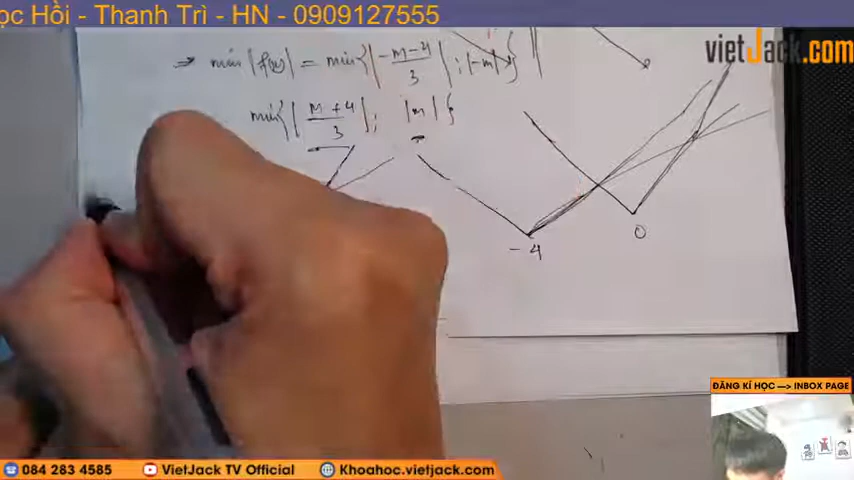 ọc Hồi - Thanh Trì - HN - 0909127555
vietJack.com
⇒ min |f(x)| = min{|(-m-4)/3|; |-m|}
min{|(m+4)/3|; |m|}
-4
0
ĐĂNG KÍ HỌC —> INBOX PAGE
084 283 4585 VietJack TV Official Khoahoc.vietjack.com